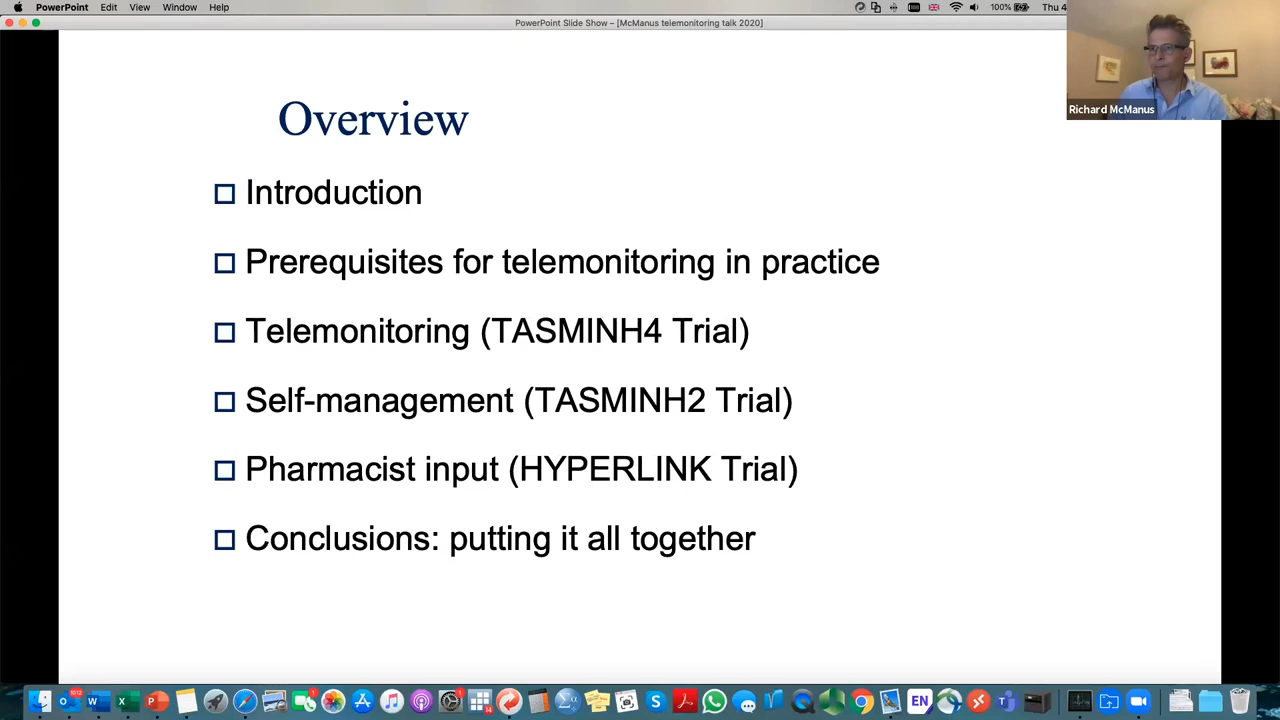 PowerPoint Edit View Window Help
100%
Thu 4
PowerPoint Slide Show – [McManus telemonitoring talk 2020]
Richard McManus
Overview
Introduction
Prerequisites for telemonitoring in practice
Telemonitoring (TASMINH4 Trial)
Self-management (TASMINH2 Trial)
Pharmacist input (HYPERLINK Trial)
Conclusions: putting it all together
EN